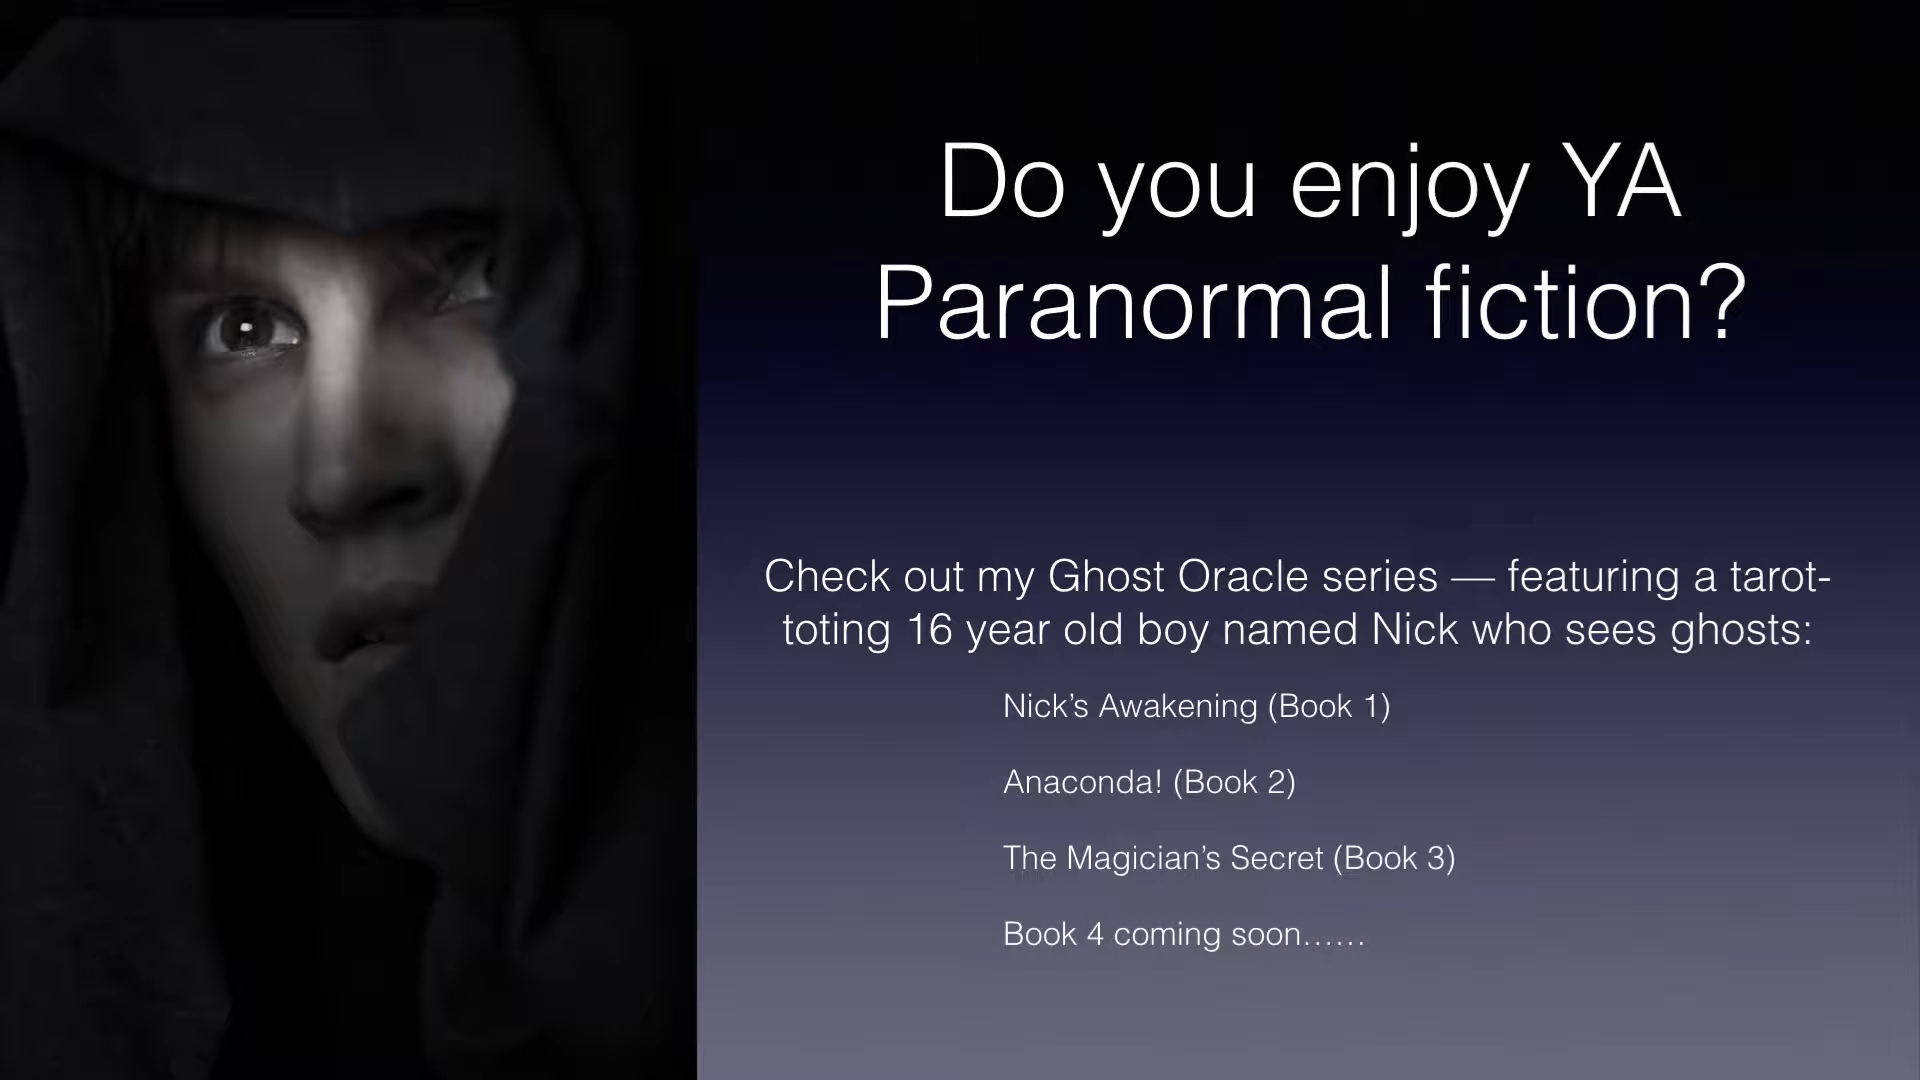 Do you enjoy YA
Paranormal fiction?
Check out my Ghost Oracle series — featuring a tarot-
toting 16 year old boy named Nick who sees ghosts:
Nick’s Awakening (Book 1)
Anaconda! (Book 2)
The Magician’s Secret (Book 3)
Book 4 coming soon……